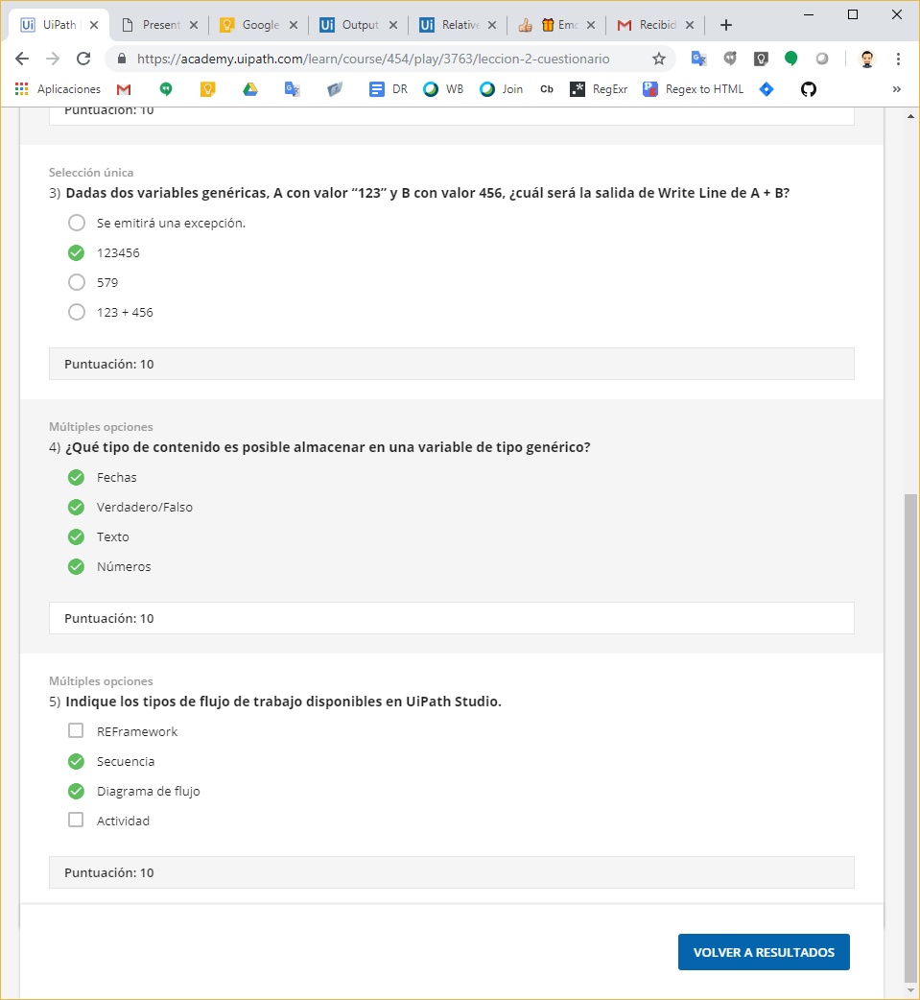 UiPath
Present
Google
Output
Relative
Emo
Recibid
https://academy.uipath.com/learn/course/454/play/3763/leccion-2-cuestionario
Aplicaciones DR WB Join Cb RegExr Regex to HTML »
Puntuación: 10
Selección única
3) Dadas dos variables genéricas, A con valor “123” y B con valor 456, ¿cuál será la salida de Write Line de A + B?
Se emitirá una excepción.
123456
579
123 + 456
Puntuación: 10
Múltiples opciones
4) ¿Qué tipo de contenido es posible almacenar en una variable de tipo genérico?
Fechas
Verdadero/Falso
Texto
Números
Puntuación: 10
Múltiples opciones
5) Indique los tipos de flujo de trabajo disponibles en UiPath Studio.
REFramework
Secuencia
Diagrama de flujo
Actividad
Puntuación: 10
VOLVER A RESULTADOS